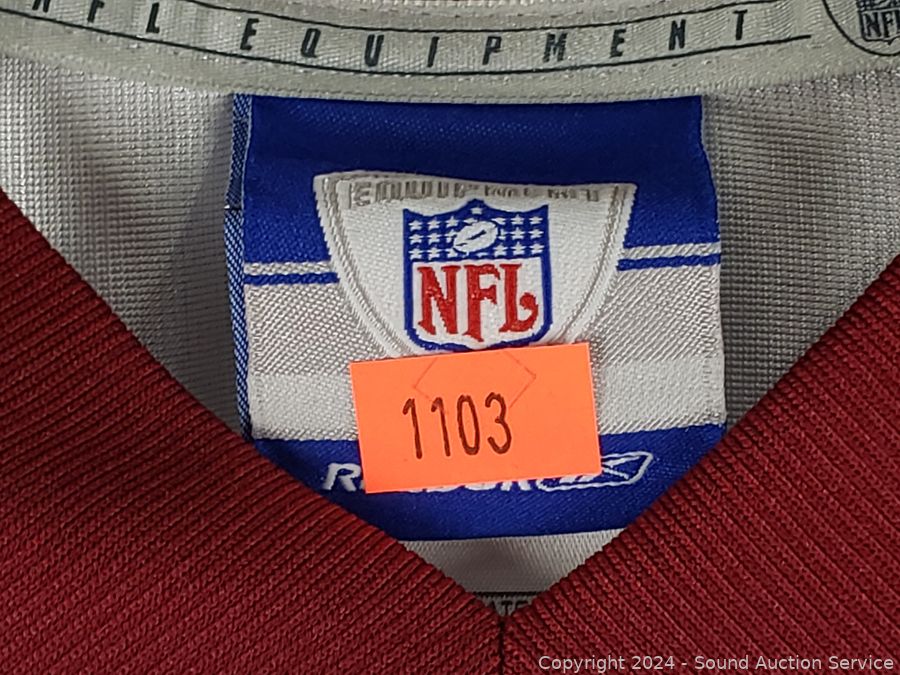 NFL EQUIPMENT
NFL
NFL
1103
Copyright 2024 - Sound Auction Service